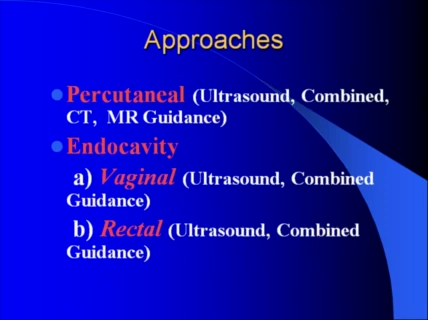 Approaches
Percutaneal (Ultrasound, Combined,
CT, MR Guidance)
Endocavity
a) Vaginal (Ultrasound, Combined
Guidance)
b) Rectal (Ultrasound, Combined
Guidance)